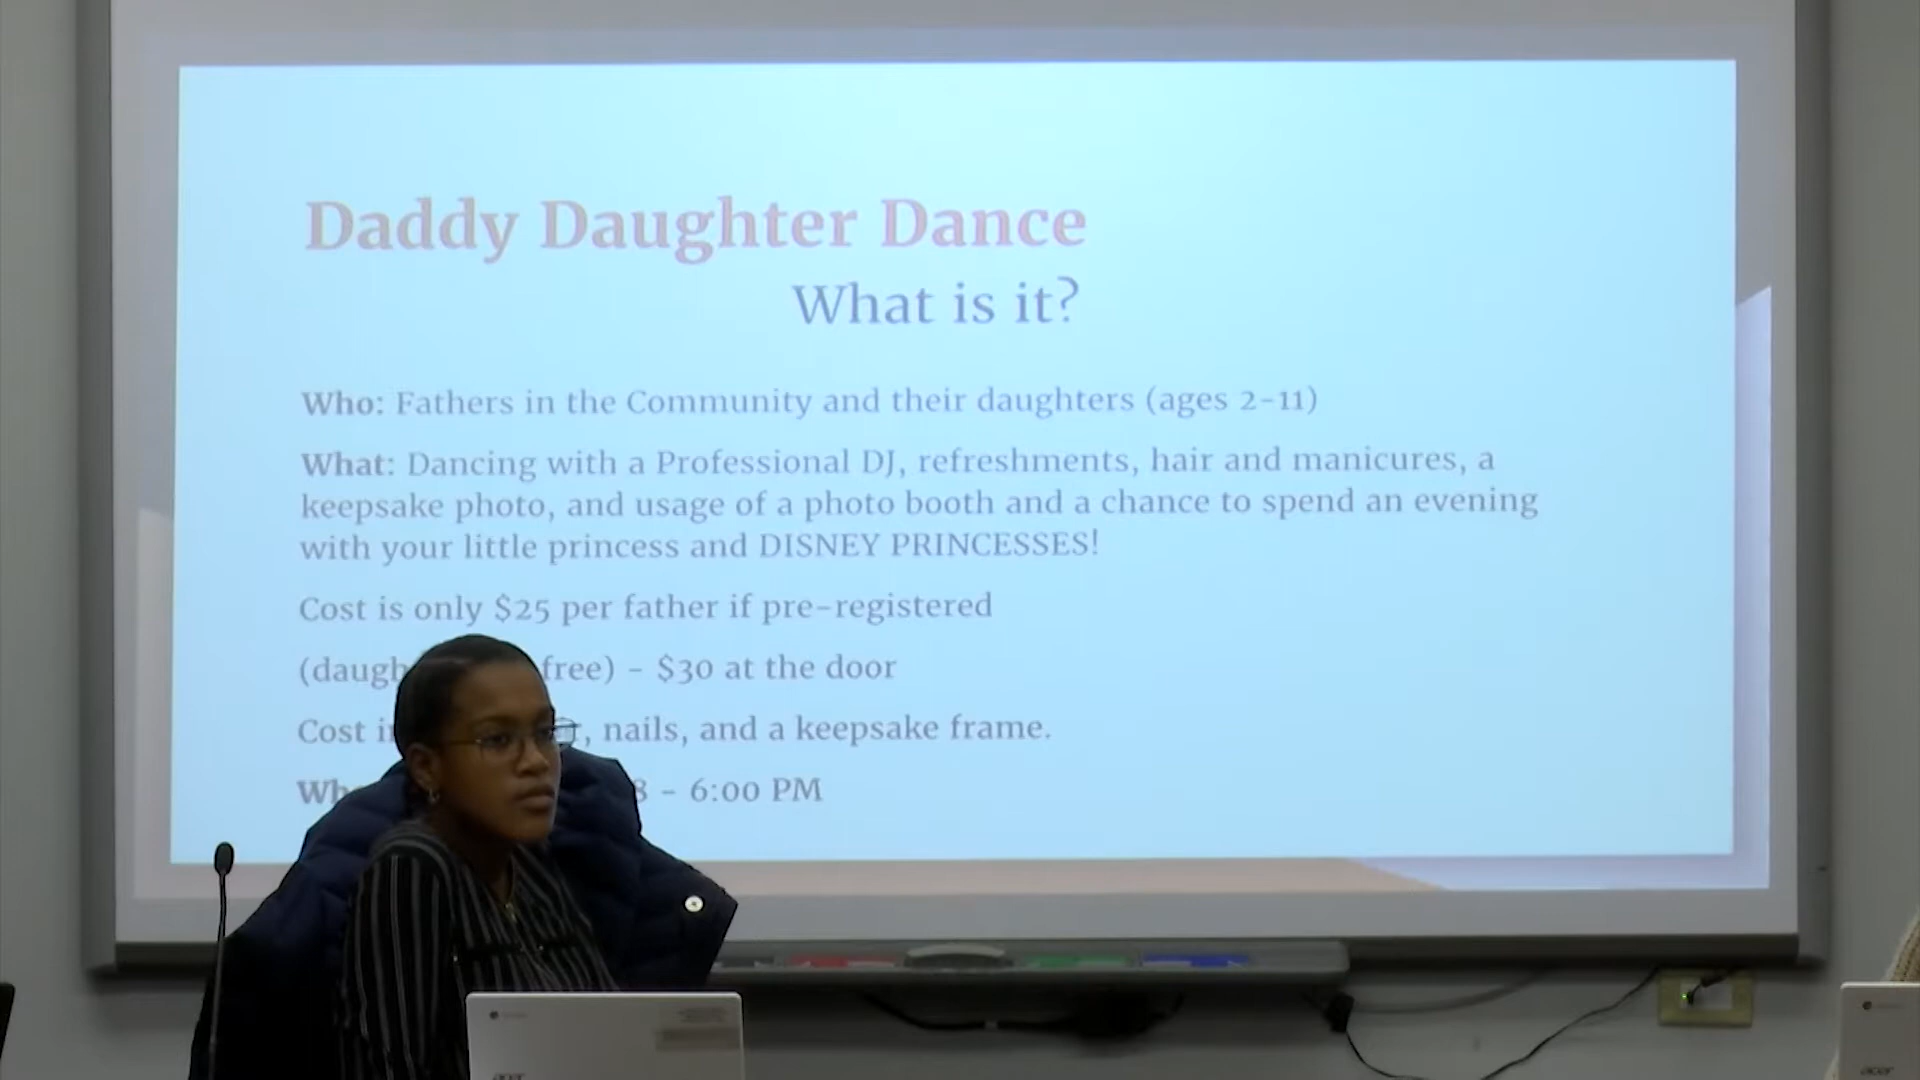 Daddy Daughter Dance
What is it?
Who: Fathers in the Community and their daughters (ages 2-11)
What: Dancing with a Professional DJ, refreshments, hair and manicures, a
keepsake photo, and usage of a photo booth and a chance to spend an evening
with your little princess and DISNEY PRINCESSES!
Cost is only $25 per father if pre-registered
free) - $30 at the door
Cost , nails, and a keepsake frame.
- 6:00 PM
acer
acer